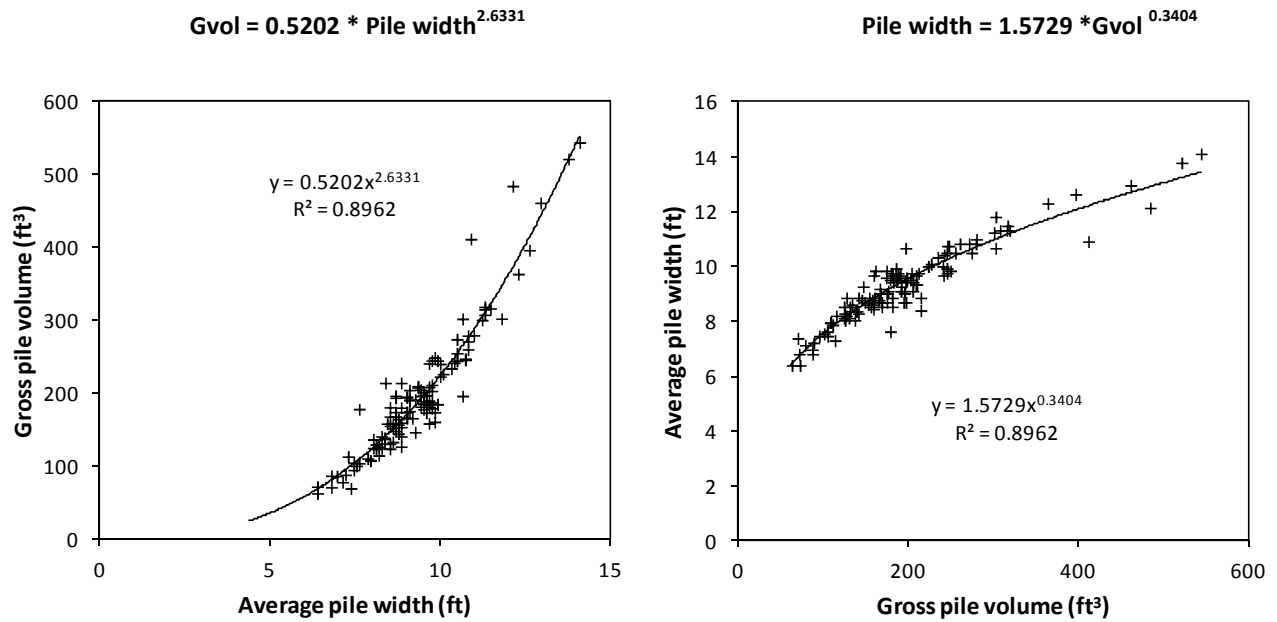 Gvol = 0.5202 * Pile width^2.6331
600
500
400
300
200
100
0
Gross pile volume (ft³)
y = 0.5202x^2.6331
R² = 0.8962
0 5 10 15
Average pile width (ft)
Pile width = 1.5729 *Gvol ^0.3404
16
14
12
10
8
6
4
2
0
Average pile width (ft)
y = 1.5729x^0.3404
R² = 0.8962
0 200 400 600
Gross pile volume (ft³)